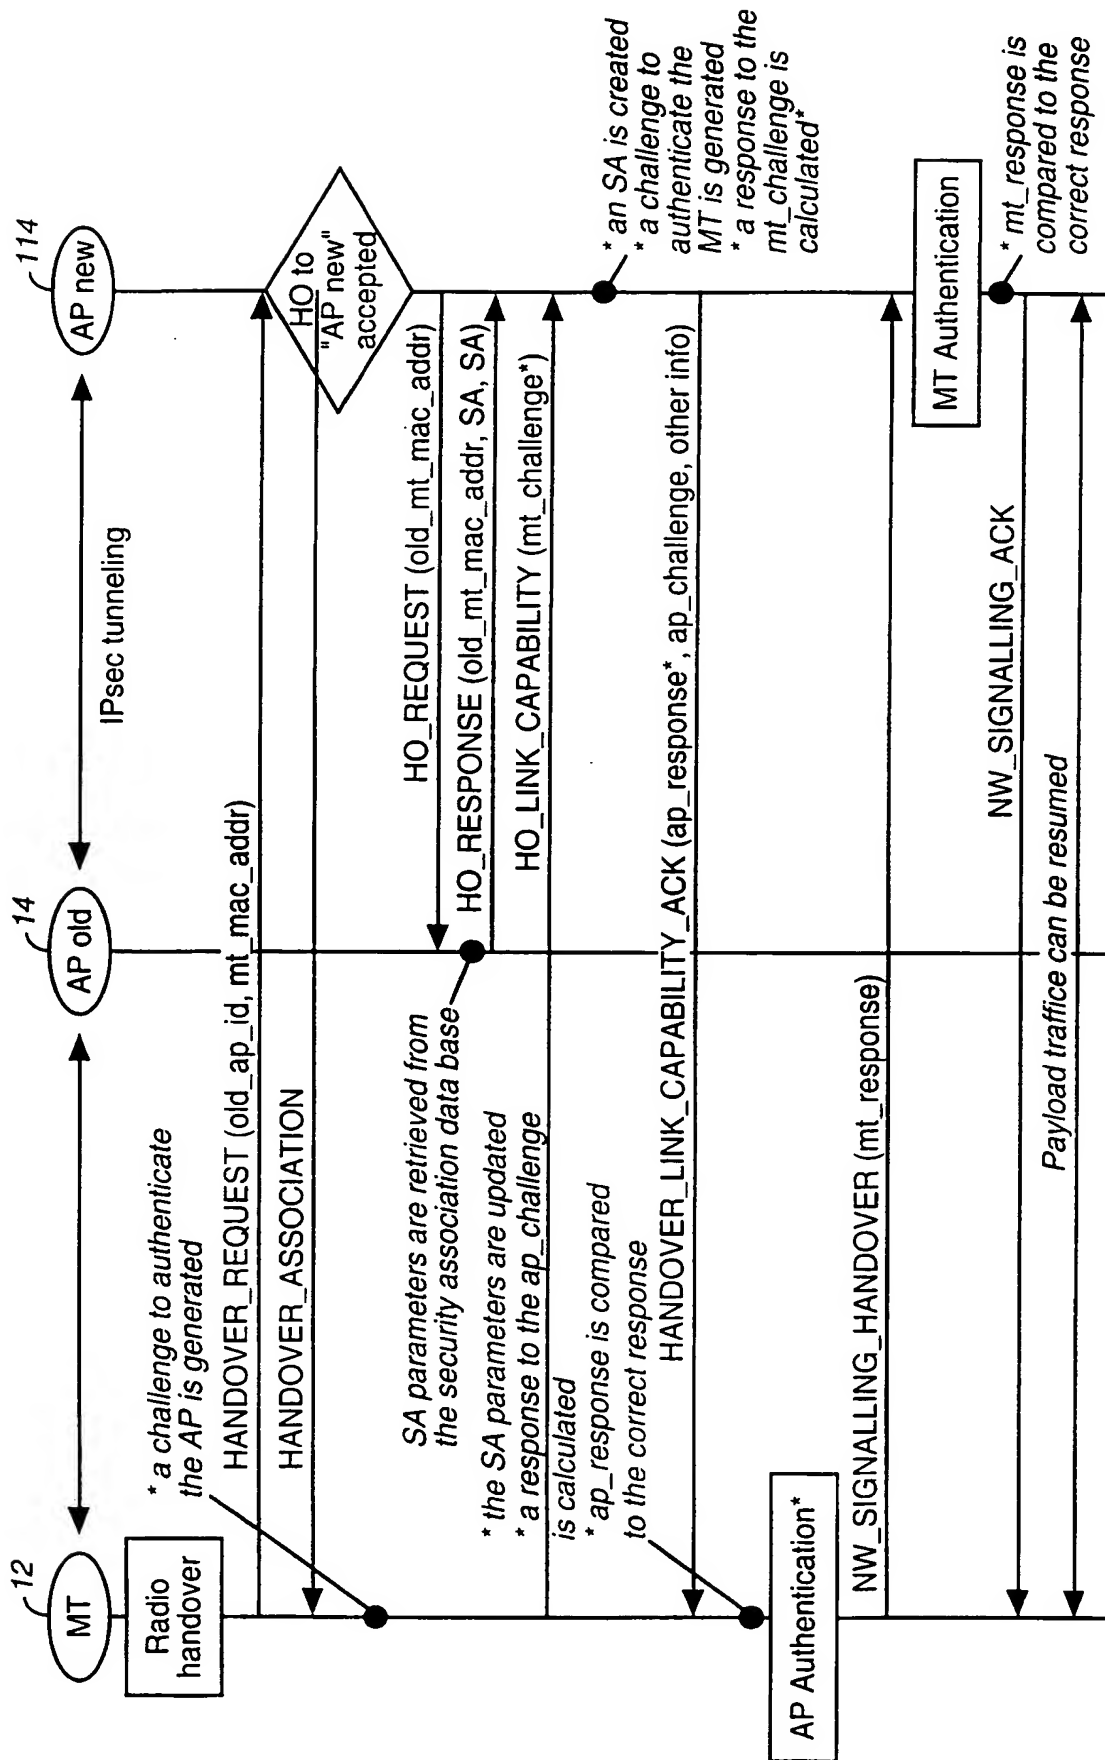 12
MT
14
AP old
IPsec tunneling
114
AP new
Radio
handover
HANDOVER_REQUEST (old_ap_id, mt_mac_addr)
HANDOVER_ASSOCIATION
HO to
"AP new"
accepted
* a challenge to authenticate
the AP is generated
HO_REQUEST (old_mt_mac_addr)
SA parameters are retrieved from
the security association data base
HO_RESPONSE (old_mt_mac_addr, SA, SA)
HO_LINK_CAPABILITY (mt_challenge*)
* an SA is created
* a challenge to
authenticate the
MT is generated
* a response to the
mt_challenge is
calculated*
HANDOVER_LINK_CAPABILITY_ACK (ap_response*, ap_challenge, other info)
* the SA parameters are updated
* a response to the ap_challenge
is calculated
* ap_response is compared
to the correct response
AP Authentication*
NW_SIGNALLING_HANDOVER (mt_response)
MT Authentication
* mt_response is
compared to the
correct response
NW_SIGNALLING_ACK
Payload traffice can be resumed